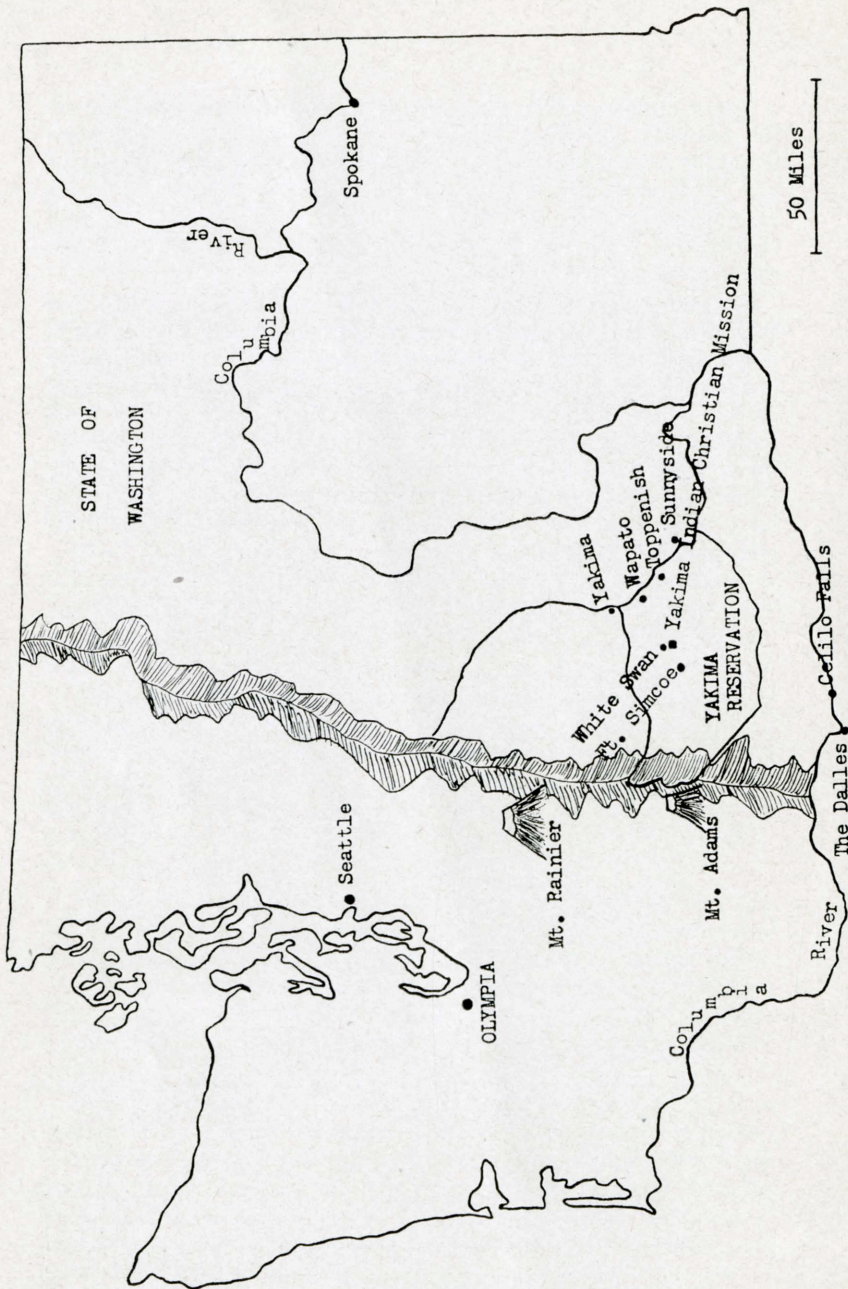 STATE OF
WASHINGTON
Columbia
River
Spokane
Seattle
OLYMPIA
Mt. Rainier
Mt. Adams
Yakima
Wapato
Toppenish
Sunnyside
White Swan
Ft. Simcoe
Yakima Indian Christian Mission
YAKIMA
RESERVATION
Columbia
River
The Dalles
Celilo Falls
50 Miles